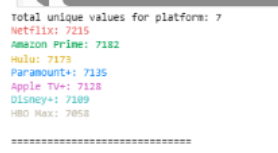 Total unique values for platform: 7
Netflix: 7215
Amazon Prime: 7182
Hulu: 7173
Paramount+: 7135
Apple TV+: 7128
Disney+: 7109
HBO Max: 7058
==============================